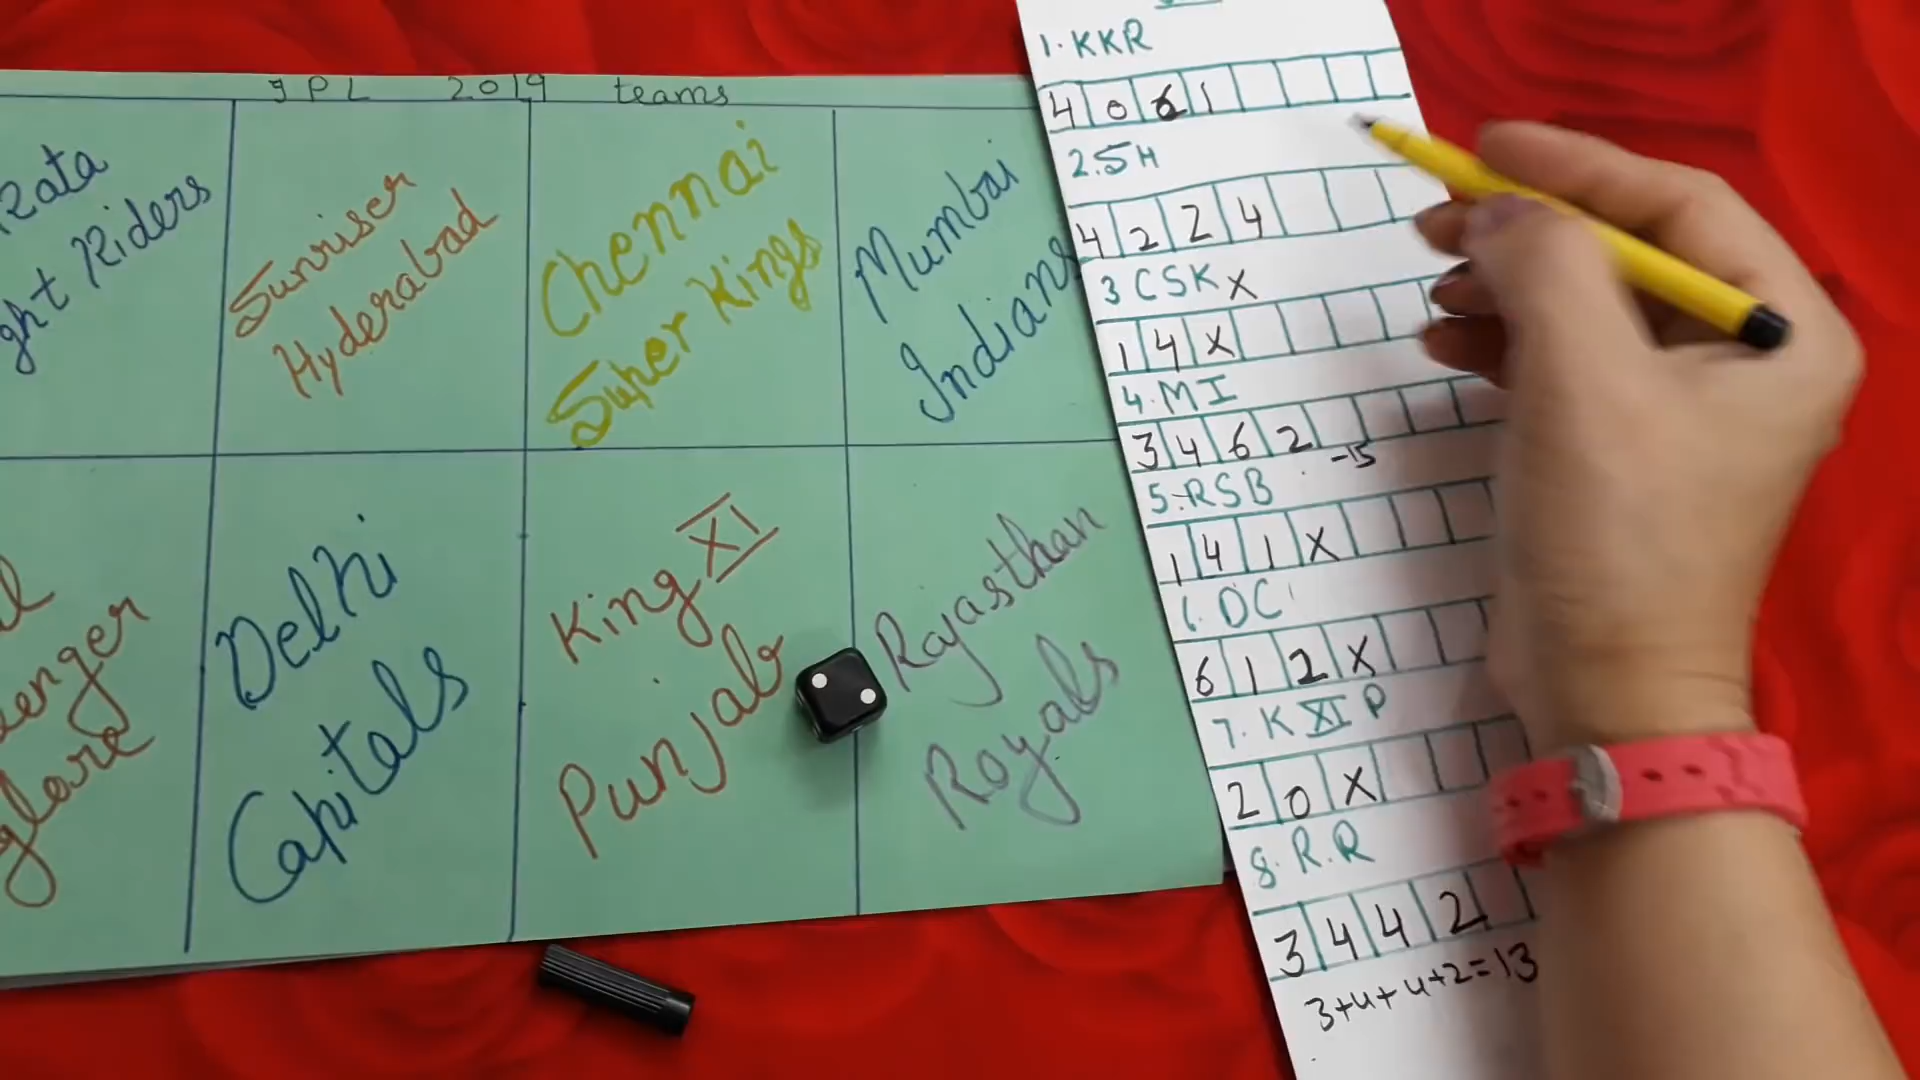 IPL 2019 teams
Rata
ght Riders
Sunriser
Hyderabad
Chennai
Super Kings
Mumbai
Indians
enger
glore
Delhi
Capitals
King XI
Punjab
Rajasthan
Royals
1. KKR
4 0 6 1
2. SH
4 2 2 4
3 CSK X
1 4 X
4. MI
3 4 6 2
-15
5. RSB
1 4 1 X
6. DC
6 1 2 X
7. K XI P
2 0 X
8. R.R
3 4 4 2
3+4+4+2=13